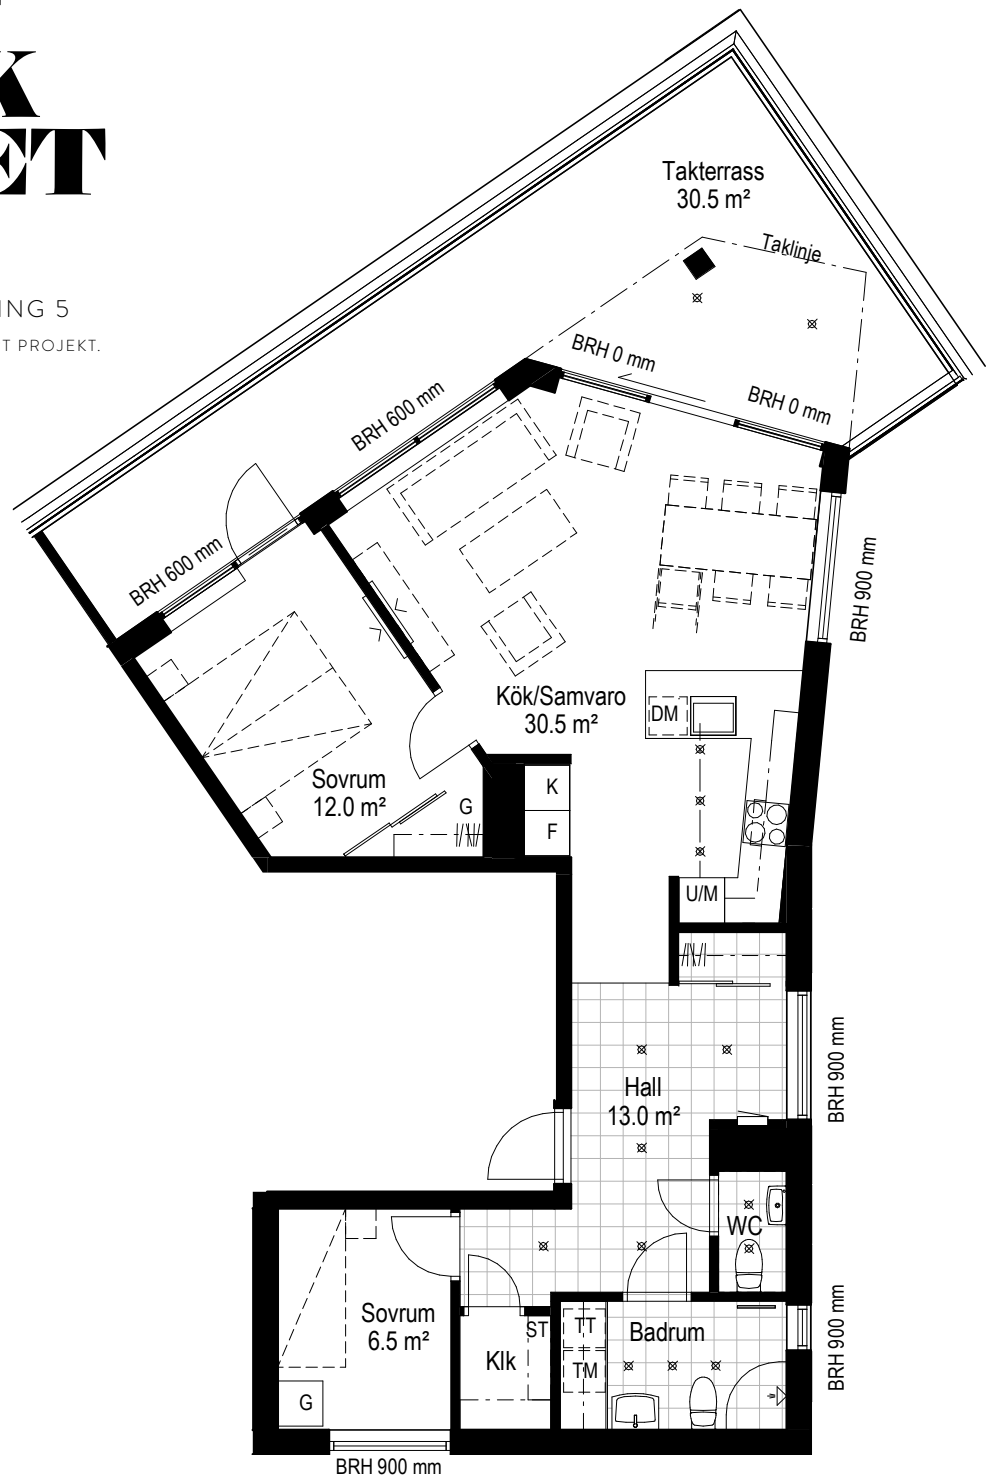 K
ET
NG 5
T PROJEKT.
Takterrass
30.5 m²
Taklinje
BRH 0 mm
BRH 0 mm
BRH 600 mm
BRH 600 mm
BRH 900 mm
Kök/Samvaro
30.5 m²
DM
Sovrum
12.0 m²
G
K
F
U/M
Hall
13.0 m²
BRH 900 mm
WC
Sovrum
6.5 m²
G
Klk
ST
TT
TM
Badrum
BRH 900 mm
BRH 900 mm